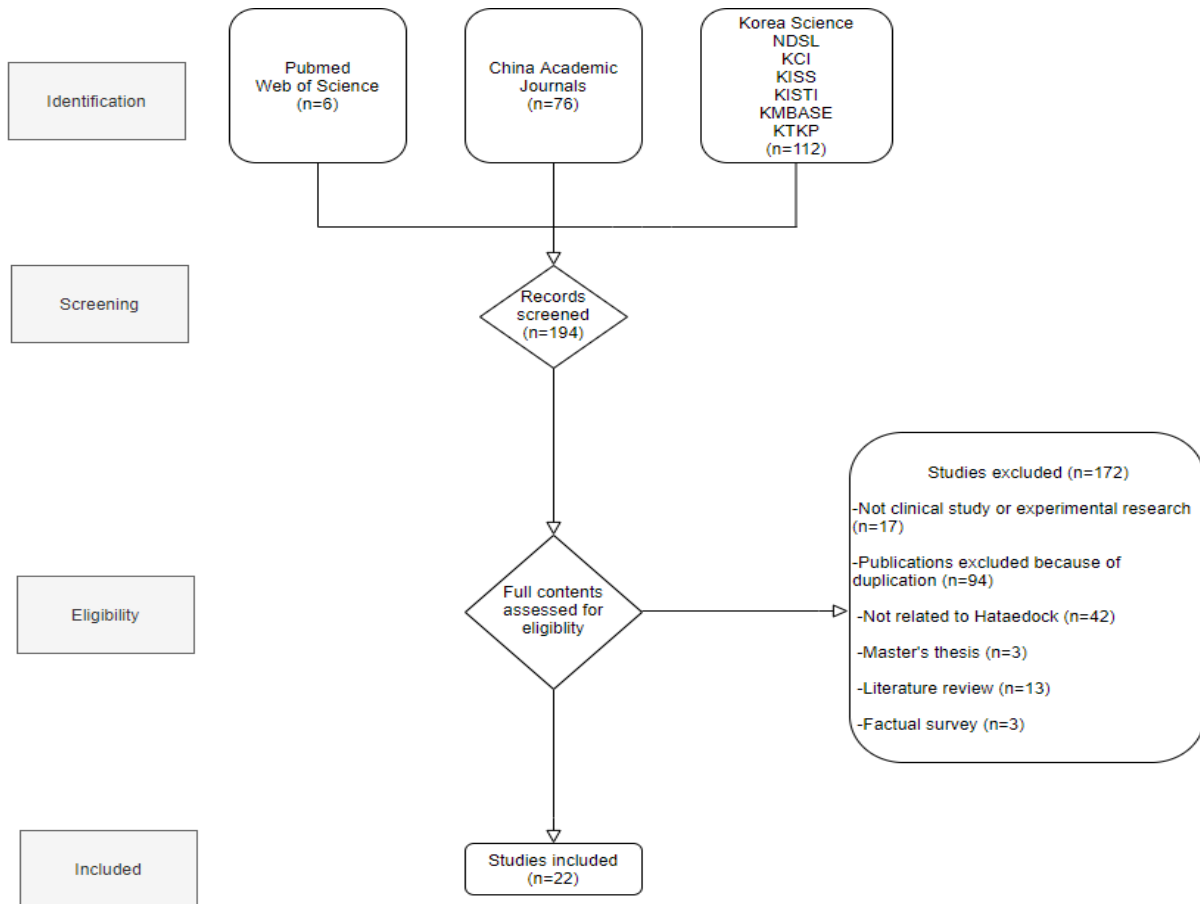 Identification
Pubmed
Web of Science
(n=6)
China Academic
Journals
(n=76)
Korea Science
NDSL
KCI
KISS
KISTI
KMBASE
KTKP
(n=112)
Screening
Records
screened
(n=194)
Eligibility
Full contents
assessed for
eligiblity
Studies excluded (n=172)
-Not clinical study or experimental research
(n=17)
-Publications excluded because of
duplication (n=94)
-Not related to Hataedock (n=42)
-Master's thesis (n=3)
-Literature review (n=13)
-Factual survey (n=3)
Included
Studies included
(n=22)